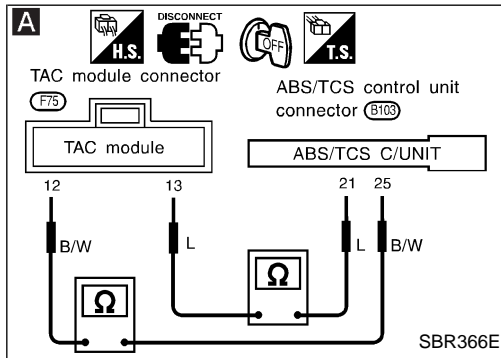 A
H.S.
DISCONNECT
OFF
T.S.
TAC module connector
F75
ABS/TCS control unit
connector B103
TAC module
ABS/TCS C/UNIT
12 13 21 25
B/W L L B/W
Ω Ω
SBR366E